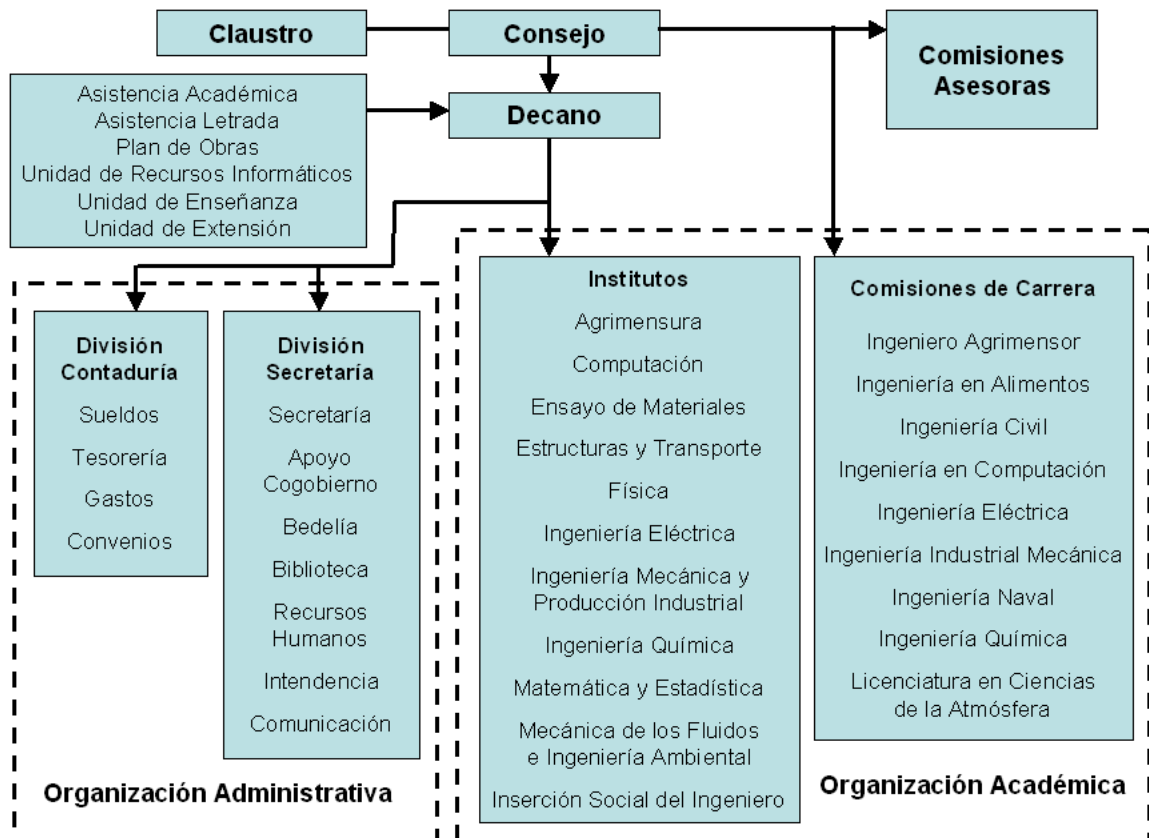 Claustro
Consejo
Comisiones
Asesoras
Asistencia Académica
Asistencia Letrada
Plan de Obras
Unidad de Recursos Informáticos
Unidad de Enseñanza
Unidad de Extensión
Decano
División
Contaduría
Sueldos
Tesorería
Gastos
Convenios
División
Secretaría
Secretaría
Apoyo
Cogobierno
Bedelía
Biblioteca
Recursos
Humanos
Intendencia
Comunicación
Organización Administrativa
Institutos
Agrimensura
Computación
Ensayo de Materiales
Estructuras y Transporte
Física
Ingeniería Eléctrica
Ingeniería Mecánica y
Producción Industrial
Ingeniería Química
Matemática y Estadística
Mecánica de los Fluidos
e Ingeniería Ambiental
Inserción Social del Ingeniero
Comisiones de Carrera
Ingeniero Agrimensor
Ingeniería en Alimentos
Ingeniería Civil
Ingeniería en Computación
Ingeniería Eléctrica
Ingeniería Industrial Mecánica
Ingeniería Naval
Ingeniería Química
Licenciatura en Ciencias
de la Atmósfera
Organización Académica